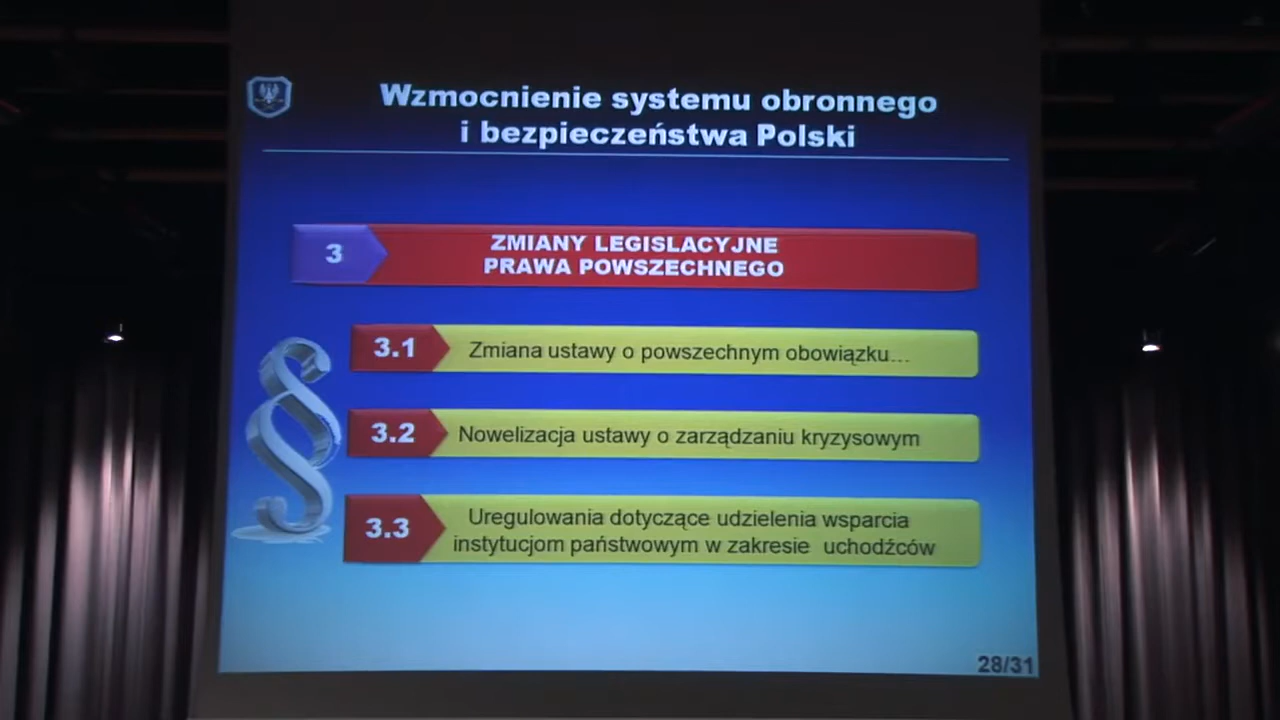 Wzmocnienie systemu obronnego
i bezpieczeństwa Polski
3
ZMIANY LEGISLACYJNE
PRAWA POWSZECHNEGO
3.1
Zmiana ustawy o powszechnym obowiązku...
3.2
Nowelizacja ustawy o zarządzaniu kryzysowym
3.3
Uregulowania dotyczące udzielenia wsparcia
instytucjom państwowym w zakresie uchodźców
28/31